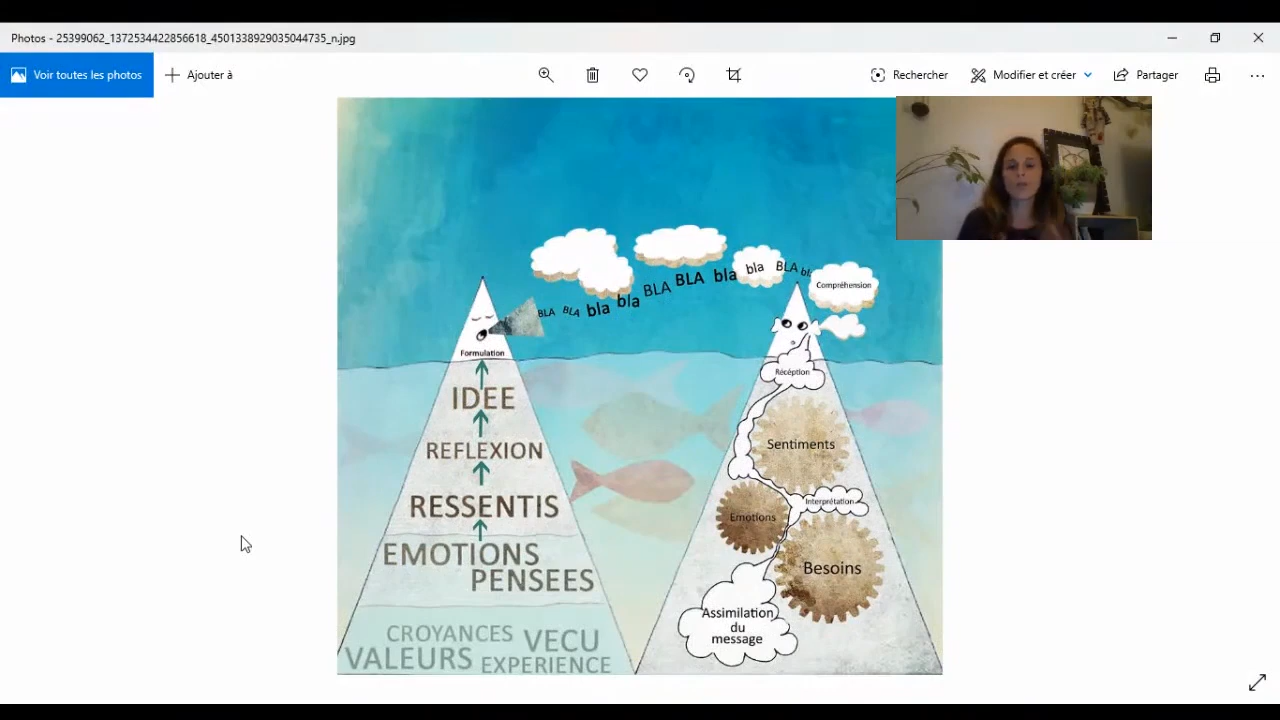 Photos - 25399062_1372534422856618_4501338929035044735_n.jpg
Voir toutes les photos
Ajouter à
Rechercher
Modifier et créer
Partager
BLA BLA bla bla BLA BLA bla bla BLA bla
Compréhension
Formulation
IDEE
REFLEXION
RESSENTIS
EMOTIONS
PENSEES
CROYANCES VECU
VALEURS EXPERIENCE
Récéption
Sentiments
Interprétation
Emotions
Besoins
Assimilation
du
message